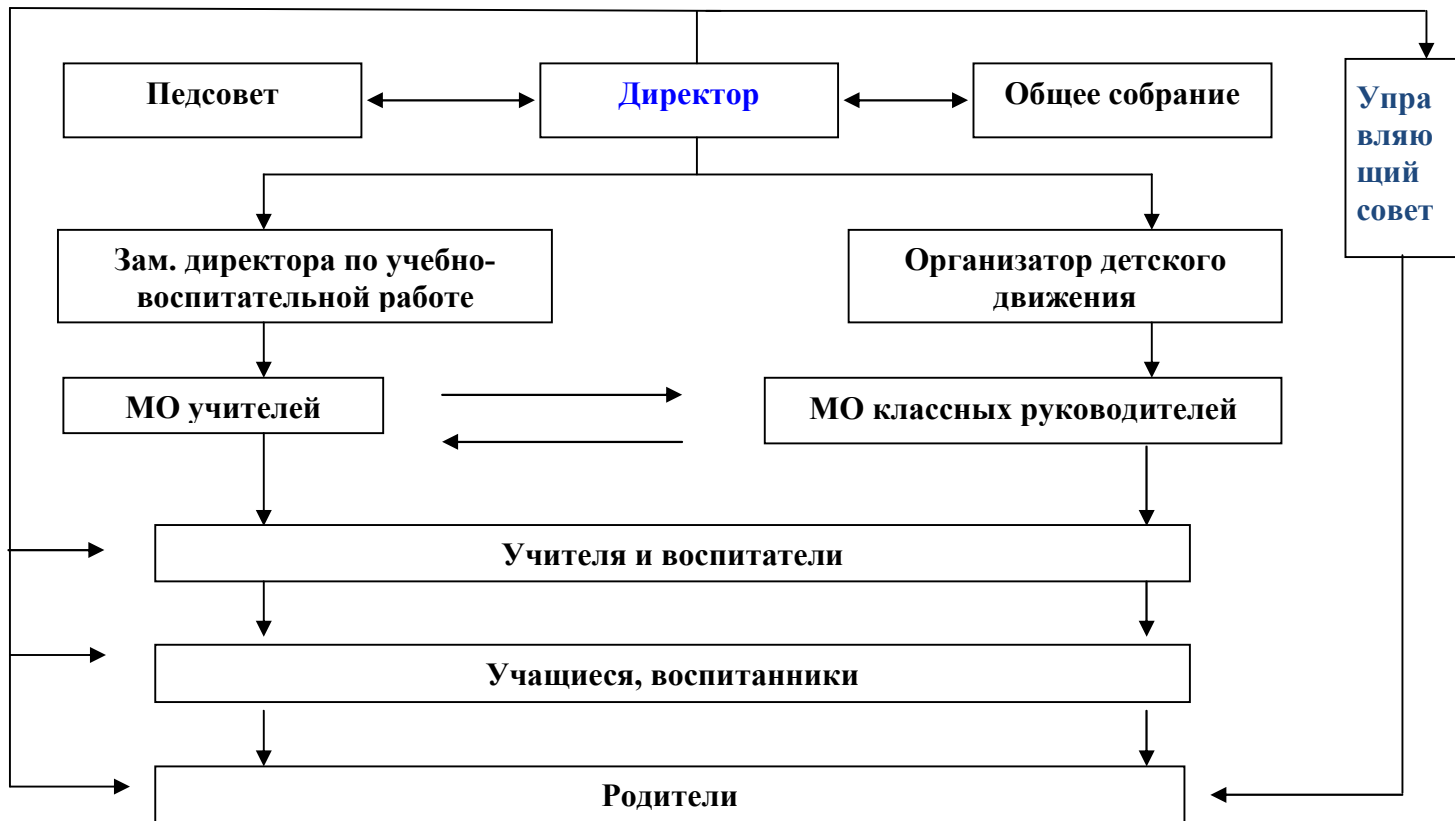 Педсовет
Директор
Общее собрание
Упра
вляю
щий
совет
Зам. директора по учебно-
воспитательной работе
Организатор детского
движения
МО учителей
МО классных руководителей
Учителя и воспитатели
Учащиеся, воспитанники
Родители